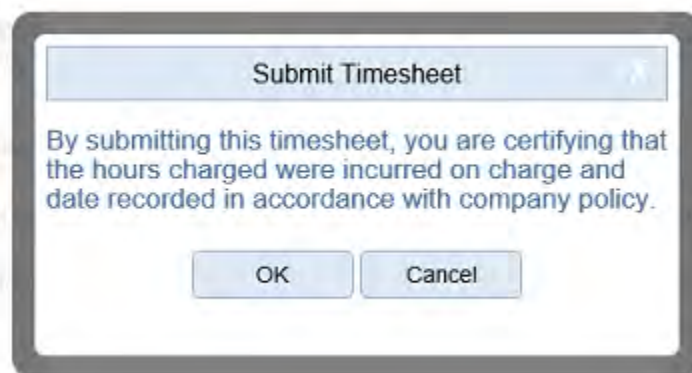 Submit Timesheet
By submitting this timesheet, you are certifying that
the hours charged were incurred on charge and
date recorded in accordance with company policy.
OK Cancel